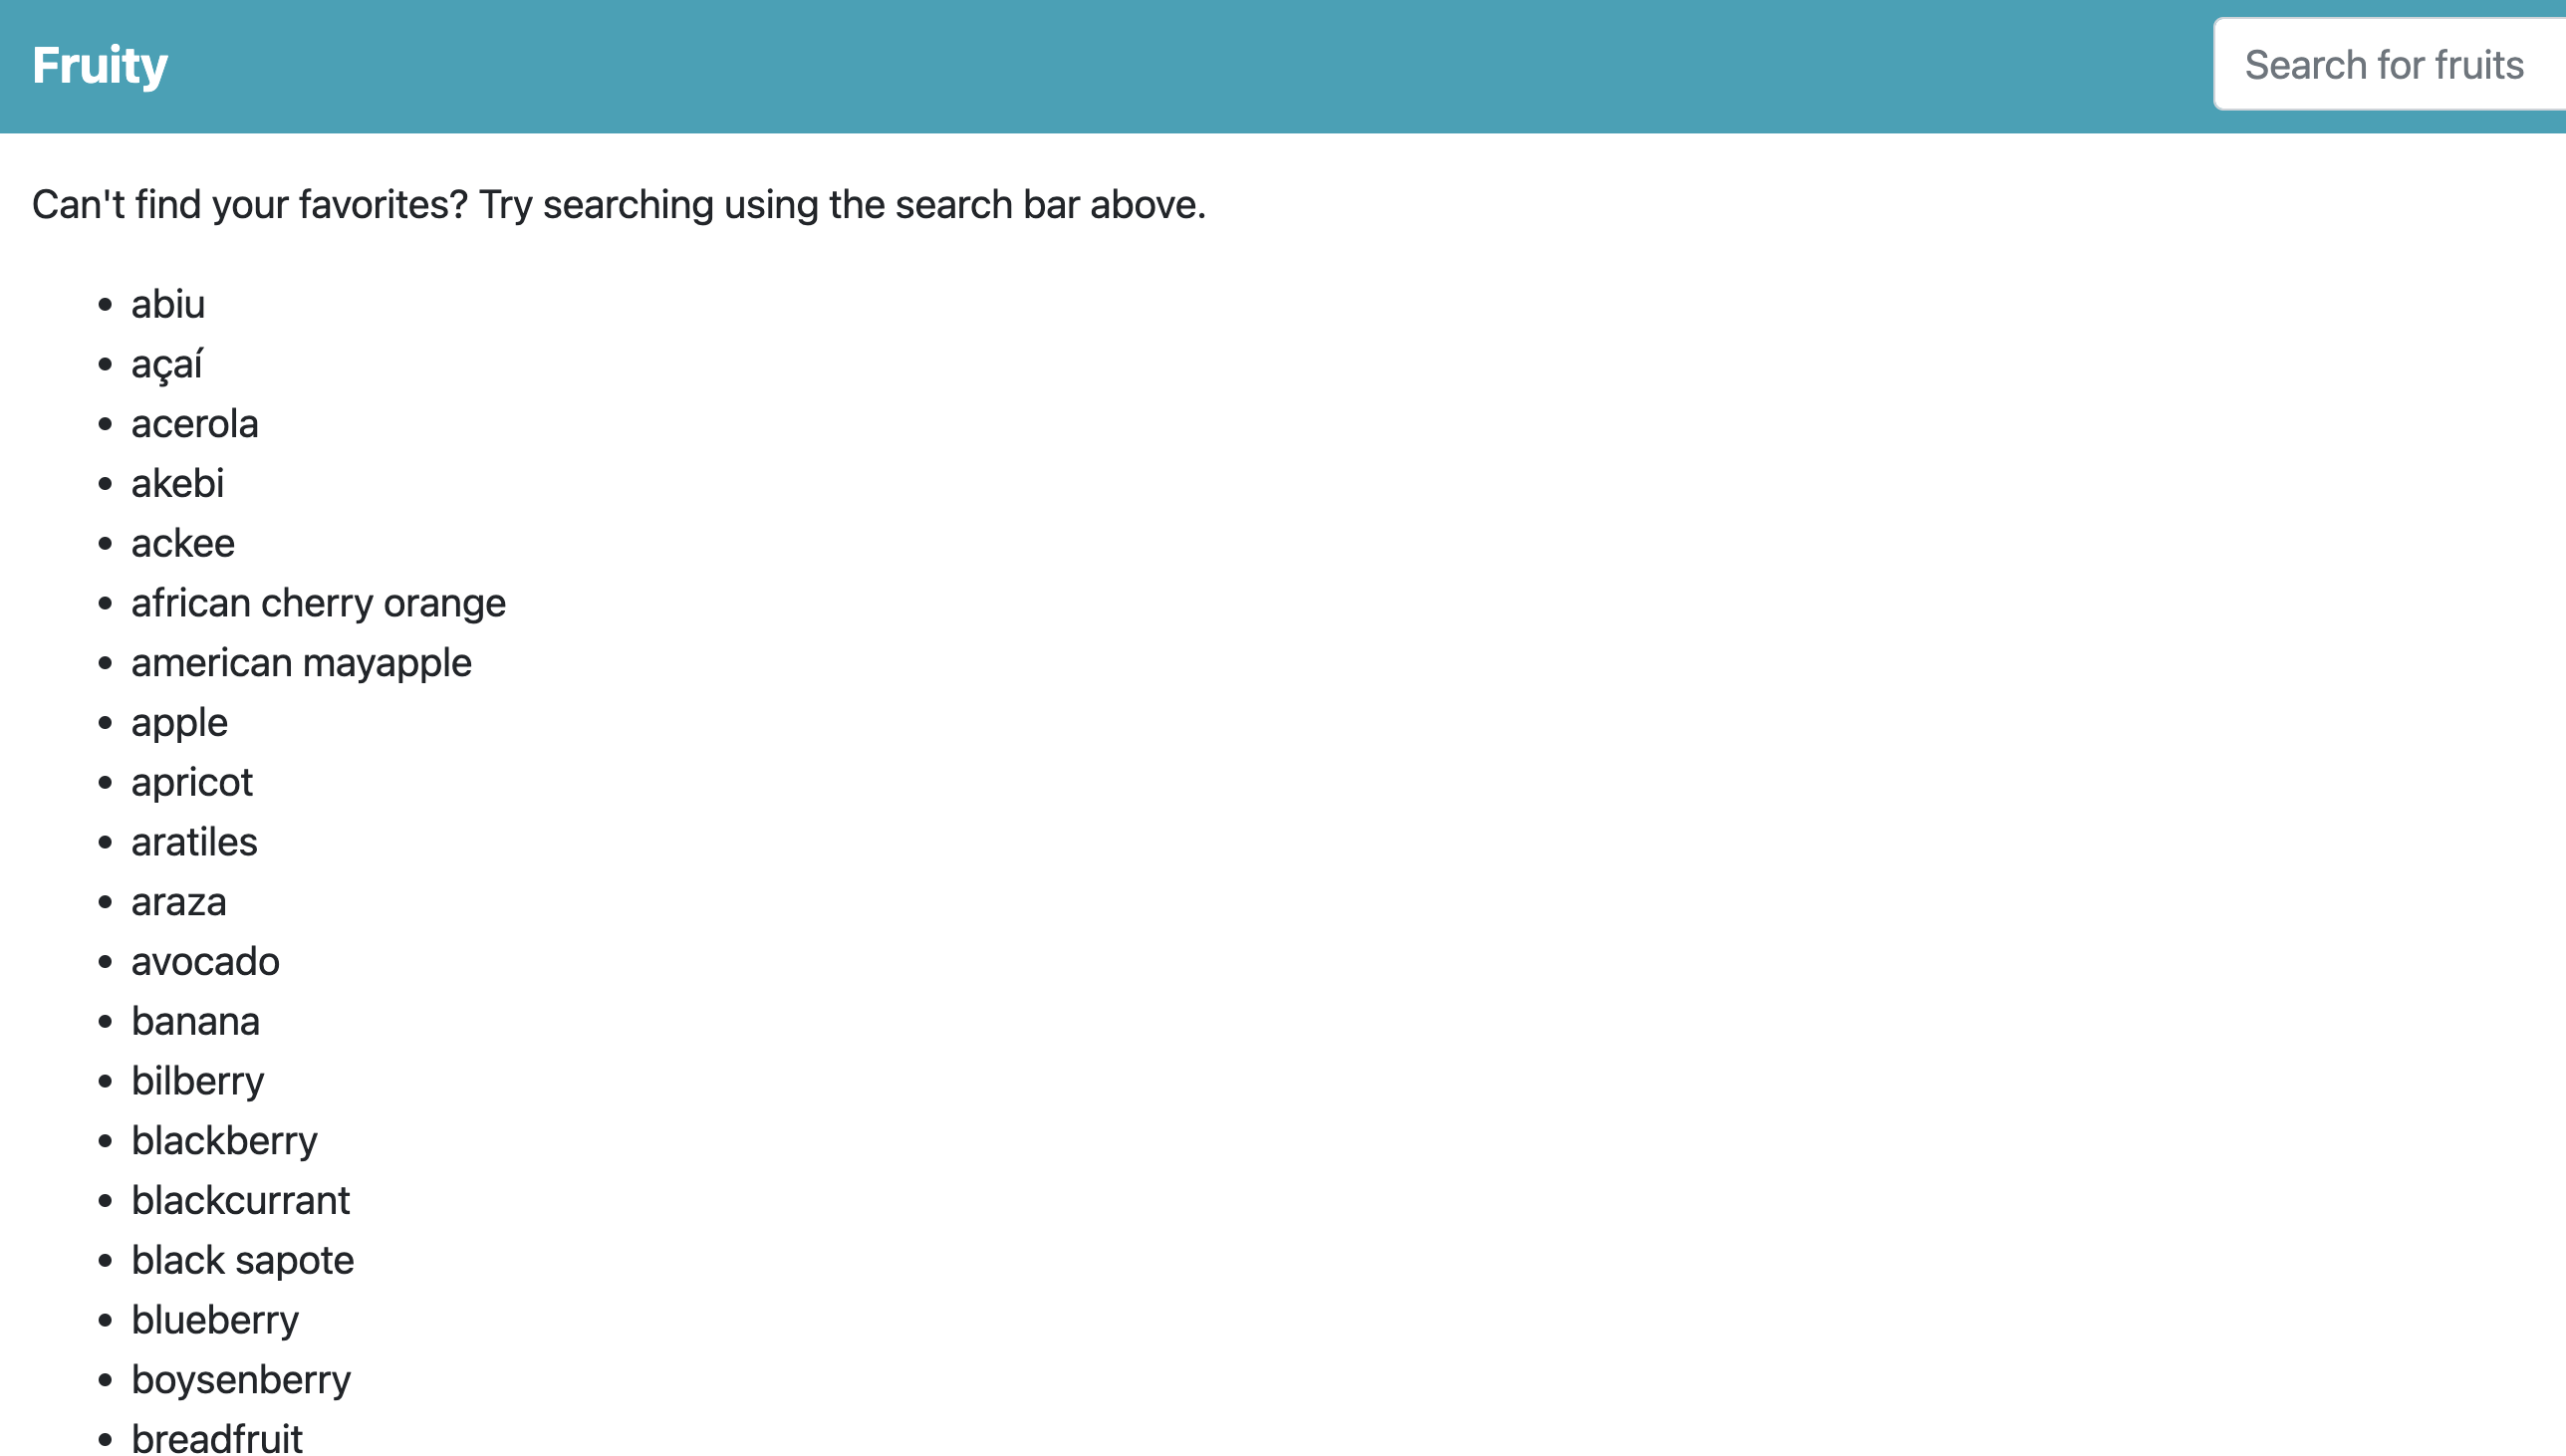 Fruity
Search for fruits
Can't find your favorites? Try searching using the search bar above.
abiu
açaí
acerola
akebi
ackee
african cherry orange
american mayapple
apple
apricot
aratiles
araza
avocado
banana
bilberry
blackberry
blackcurrant
black sapote
blueberry
boysenberry
breadfruit